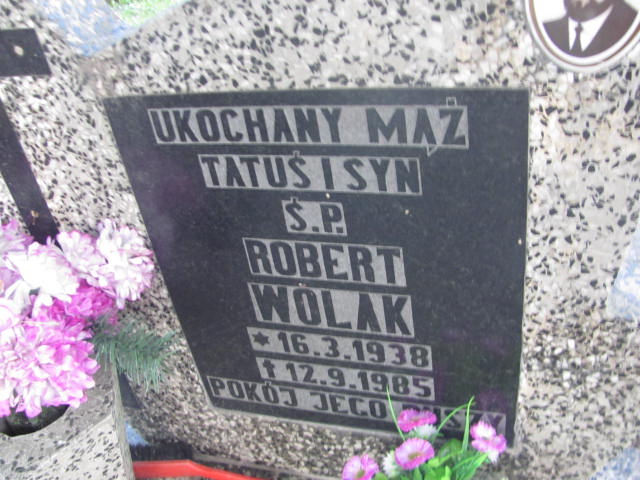 UKOCHANY MĄŻ
TATUŚ I SYN
Ś.P.
ROBERT
WOLAK
* 16.3.1938
† 12.9.1985
POKÓJ JEGO